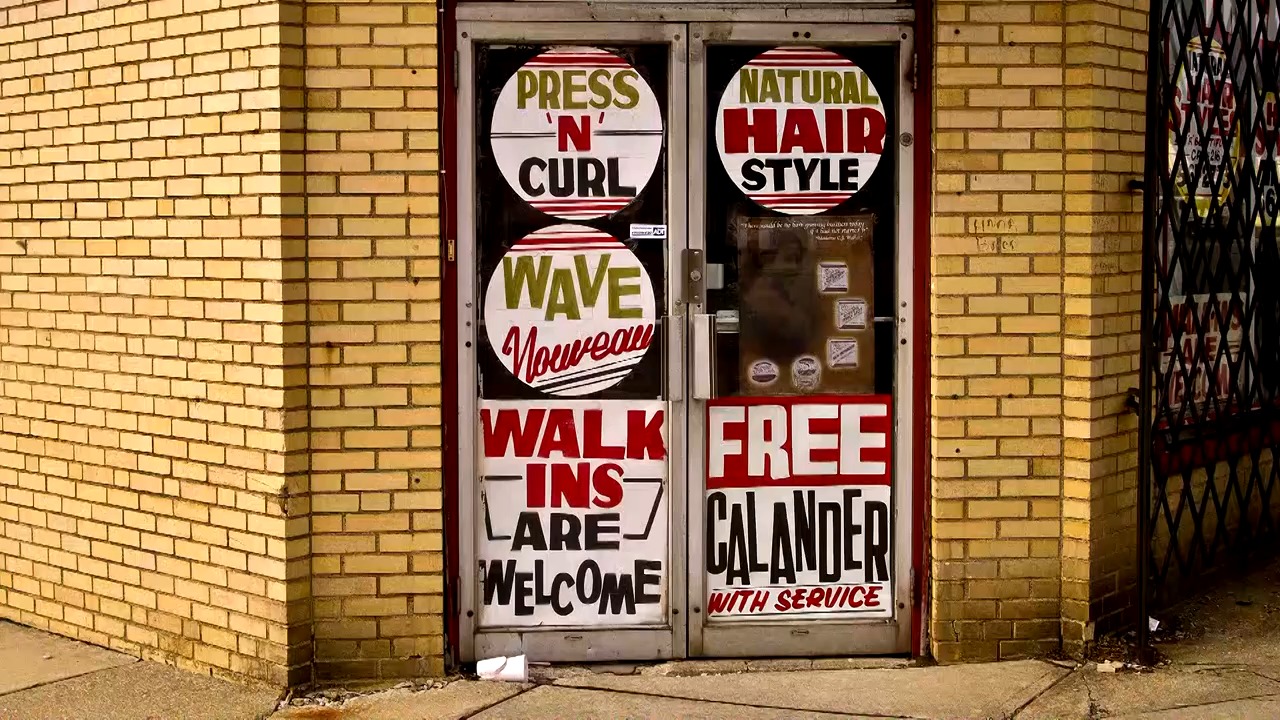 PRESS
'N'
CURL
NATURAL
HAIR
STYLE
WAVE
Nouveau
WALK
INS
ARE
WELCOME
FREE
CALANDER
WITH SERVICE